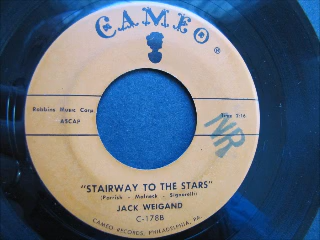 CAMEO®
Robbins Music Corp.
ASCAP
Time 2:16
NR
"STAIRWAY TO THE STARS"
(Parrish - Malneck - Signorelli)
JACK WEIGAND
C-178B
CAMEO RECORDS, PHILADELPHIA, PA.